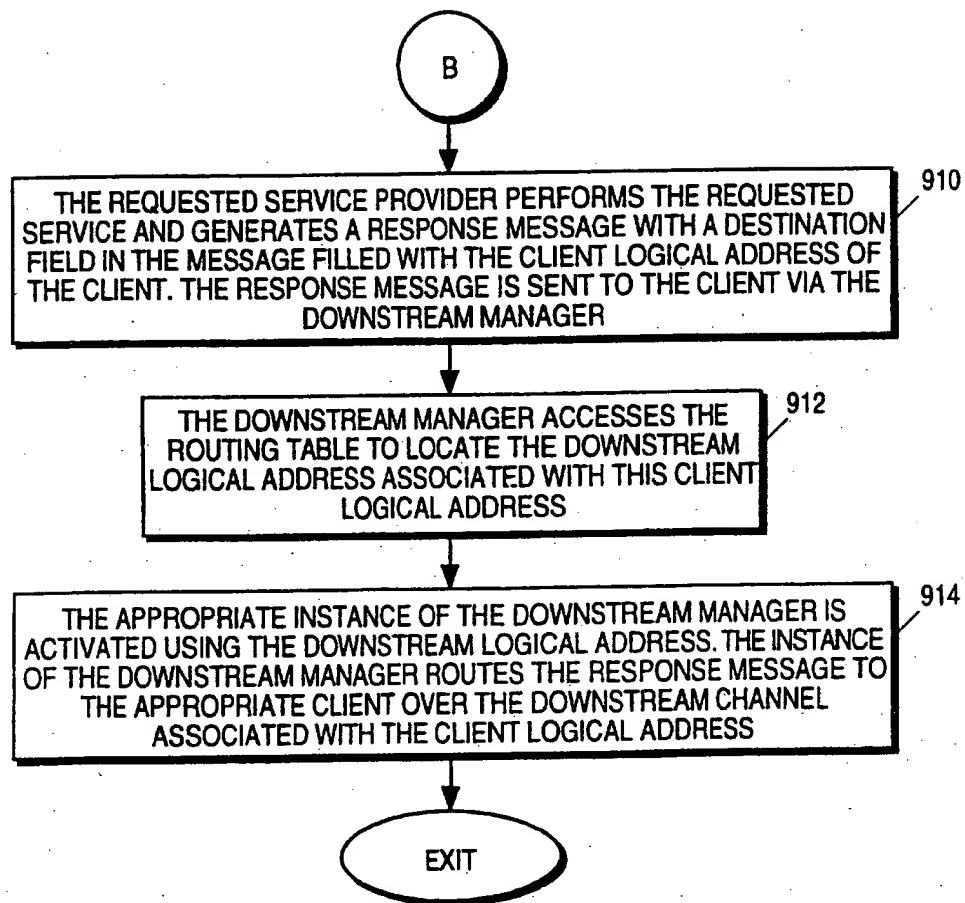 B
910
THE REQUESTED SERVICE PROVIDER PERFORMS THE REQUESTED
SERVICE AND GENERATES A RESPONSE MESSAGE WITH A DESTINATION
FIELD IN THE MESSAGE FILLED WITH THE CLIENT LOGICAL ADDRESS OF
THE CLIENT. THE RESPONSE MESSAGE IS SENT TO THE CLIENT VIA THE
DOWNSTREAM MANAGER
912
THE DOWNSTREAM MANAGER ACCESSES THE
ROUTING TABLE TO LOCATE THE DOWNSTREAM
LOGICAL ADDRESS ASSOCIATED WITH THIS CLIENT
LOGICAL ADDRESS
914
THE APPROPRIATE INSTANCE OF THE DOWNSTREAM MANAGER IS
ACTIVATED USING THE DOWNSTREAM LOGICAL ADDRESS. THE INSTANCE
OF THE DOWNSTREAM MANAGER ROUTES THE RESPONSE MESSAGE TO
THE APPROPRIATE CLIENT OVER THE DOWNSTREAM CHANNEL
ASSOCIATED WITH THE CLIENT LOGICAL ADDRESS
EXIT